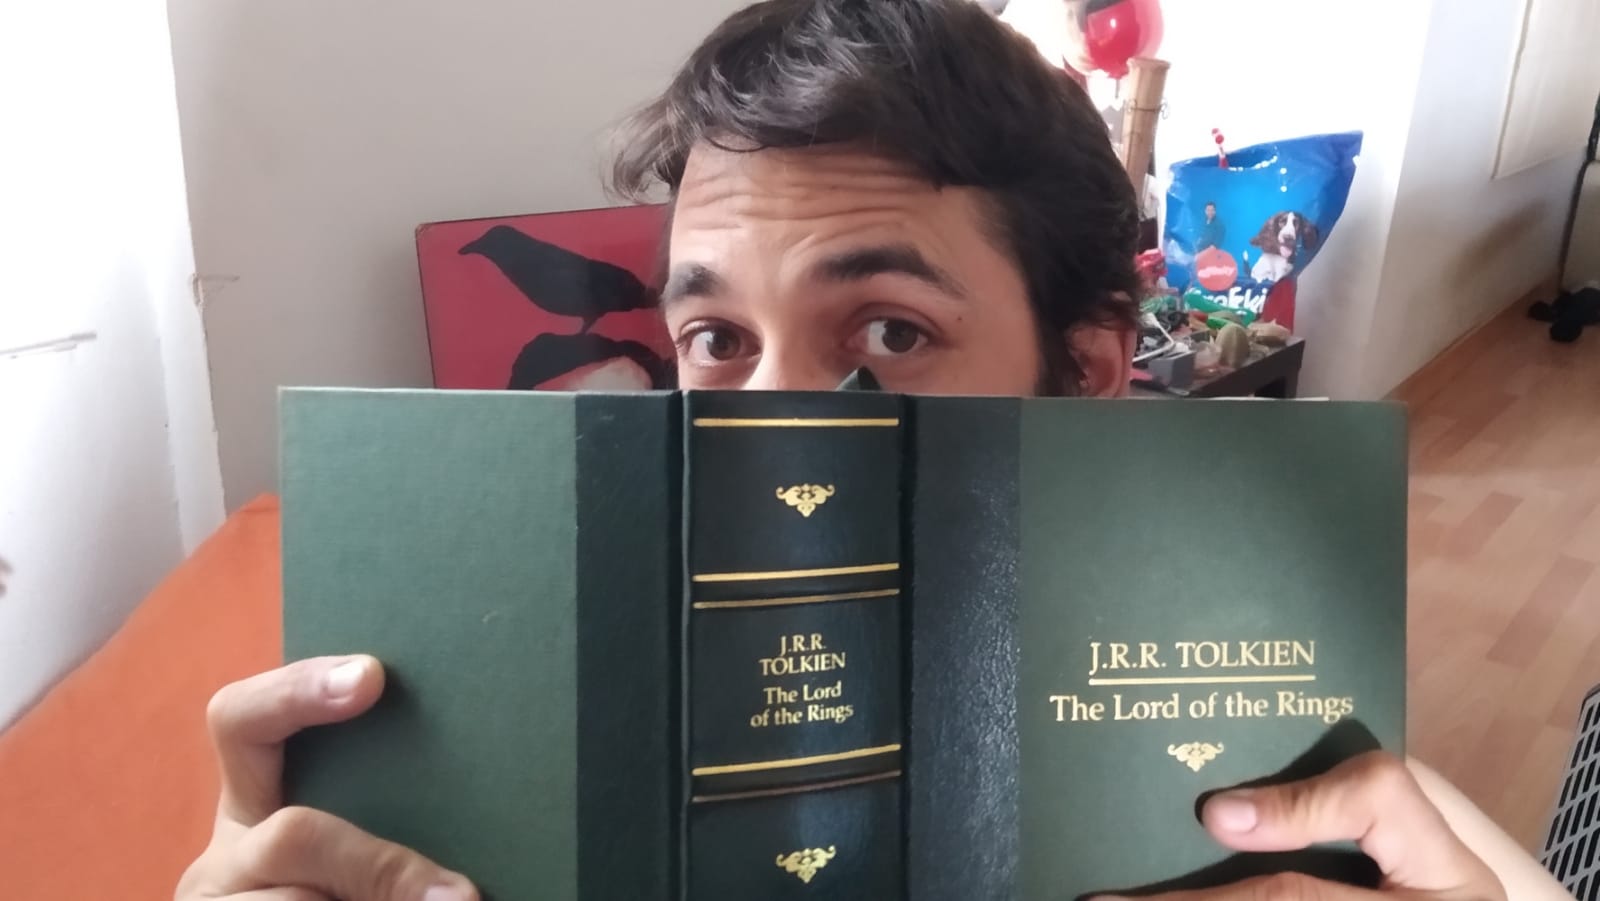 J.R.R.
TOLKIEN
The Lord
of the Rings
J.R.R. TOLKIEN
The Lord of the Rings